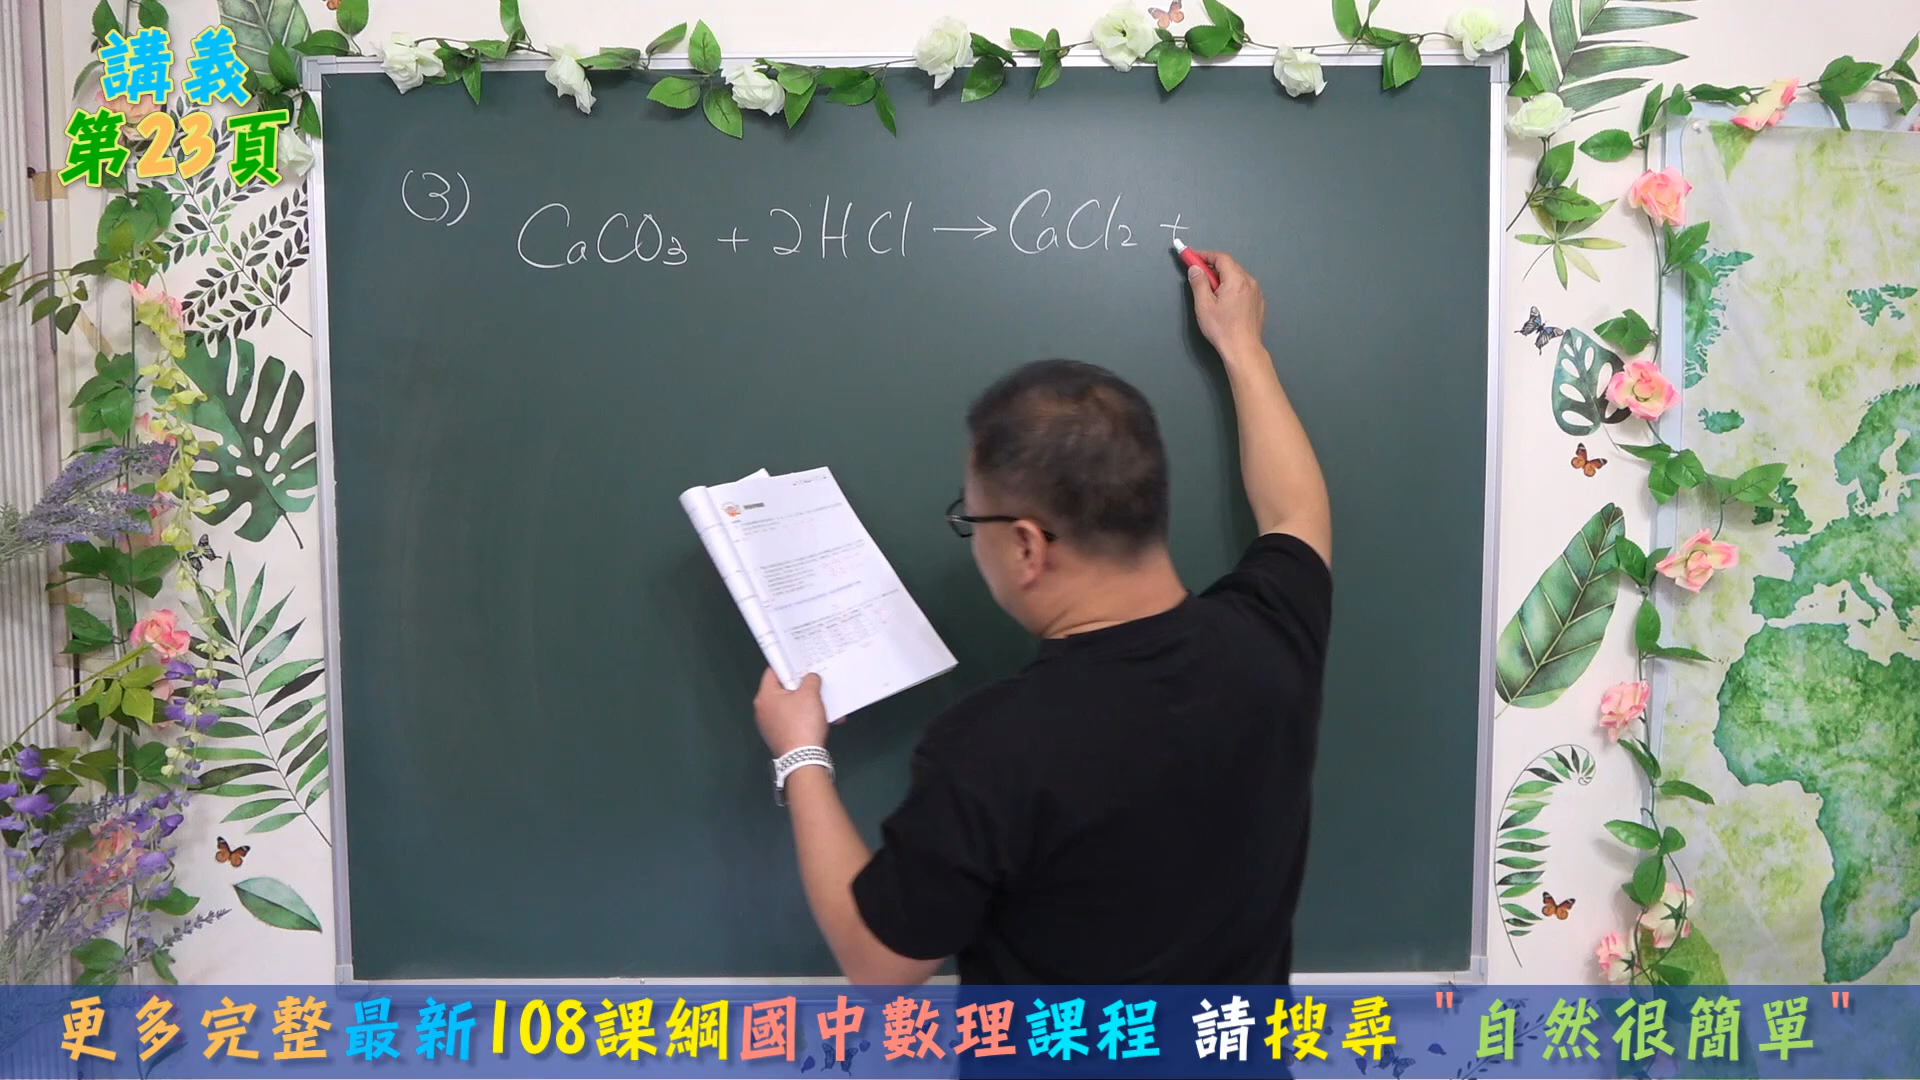 講義
第23頁
(3) CaCO₃ + 2HCl → CaCl₂ +
更多完整最新108課綱國中數理課程 請搜尋"自然很簡單"